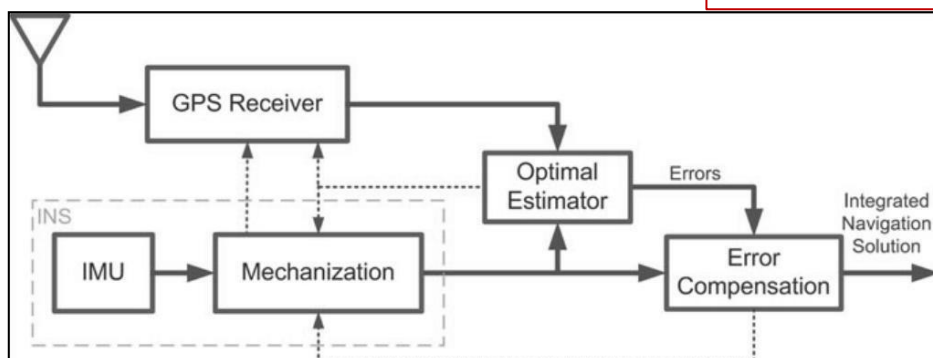 GPS Receiver
Optimal
Estimator
Errors
Integrated
Navigation
Solution
INS
IMU
Mechanization
Error
Compensation